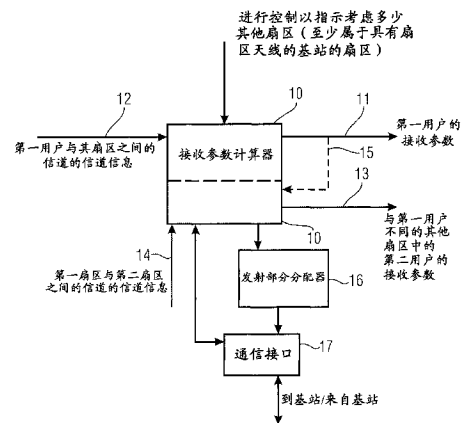 进行控制以指示考虑多少
其他扇区（至少属于具有扇
区天线的基站的扇区）
10
12
11
第一用户与其扇区之间的
信道的信道信息
接收参数计算器
第一用户的
接收参数
15
13
10
与第一用户
不同的其他
扇区中的
第二用户的
接收参数
14
第一扇区与第二扇区
之间的信道的信道信息
发射部分分配器
16
通信接口
17
到基站/来自基站